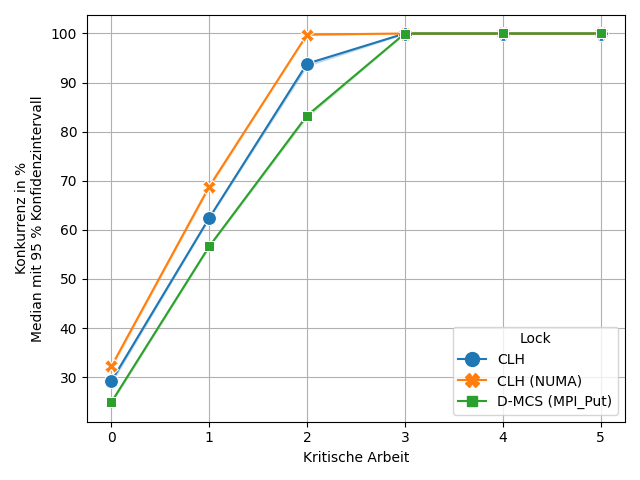 Konkurrenz in %
Median mit 95 % Konfidenzintervall
100
90
80
70
60
50
40
30
0 1 2 3 4 5
Kritische Arbeit
Lock
CLH
CLH (NUMA)
D-MCS (MPI_Put)